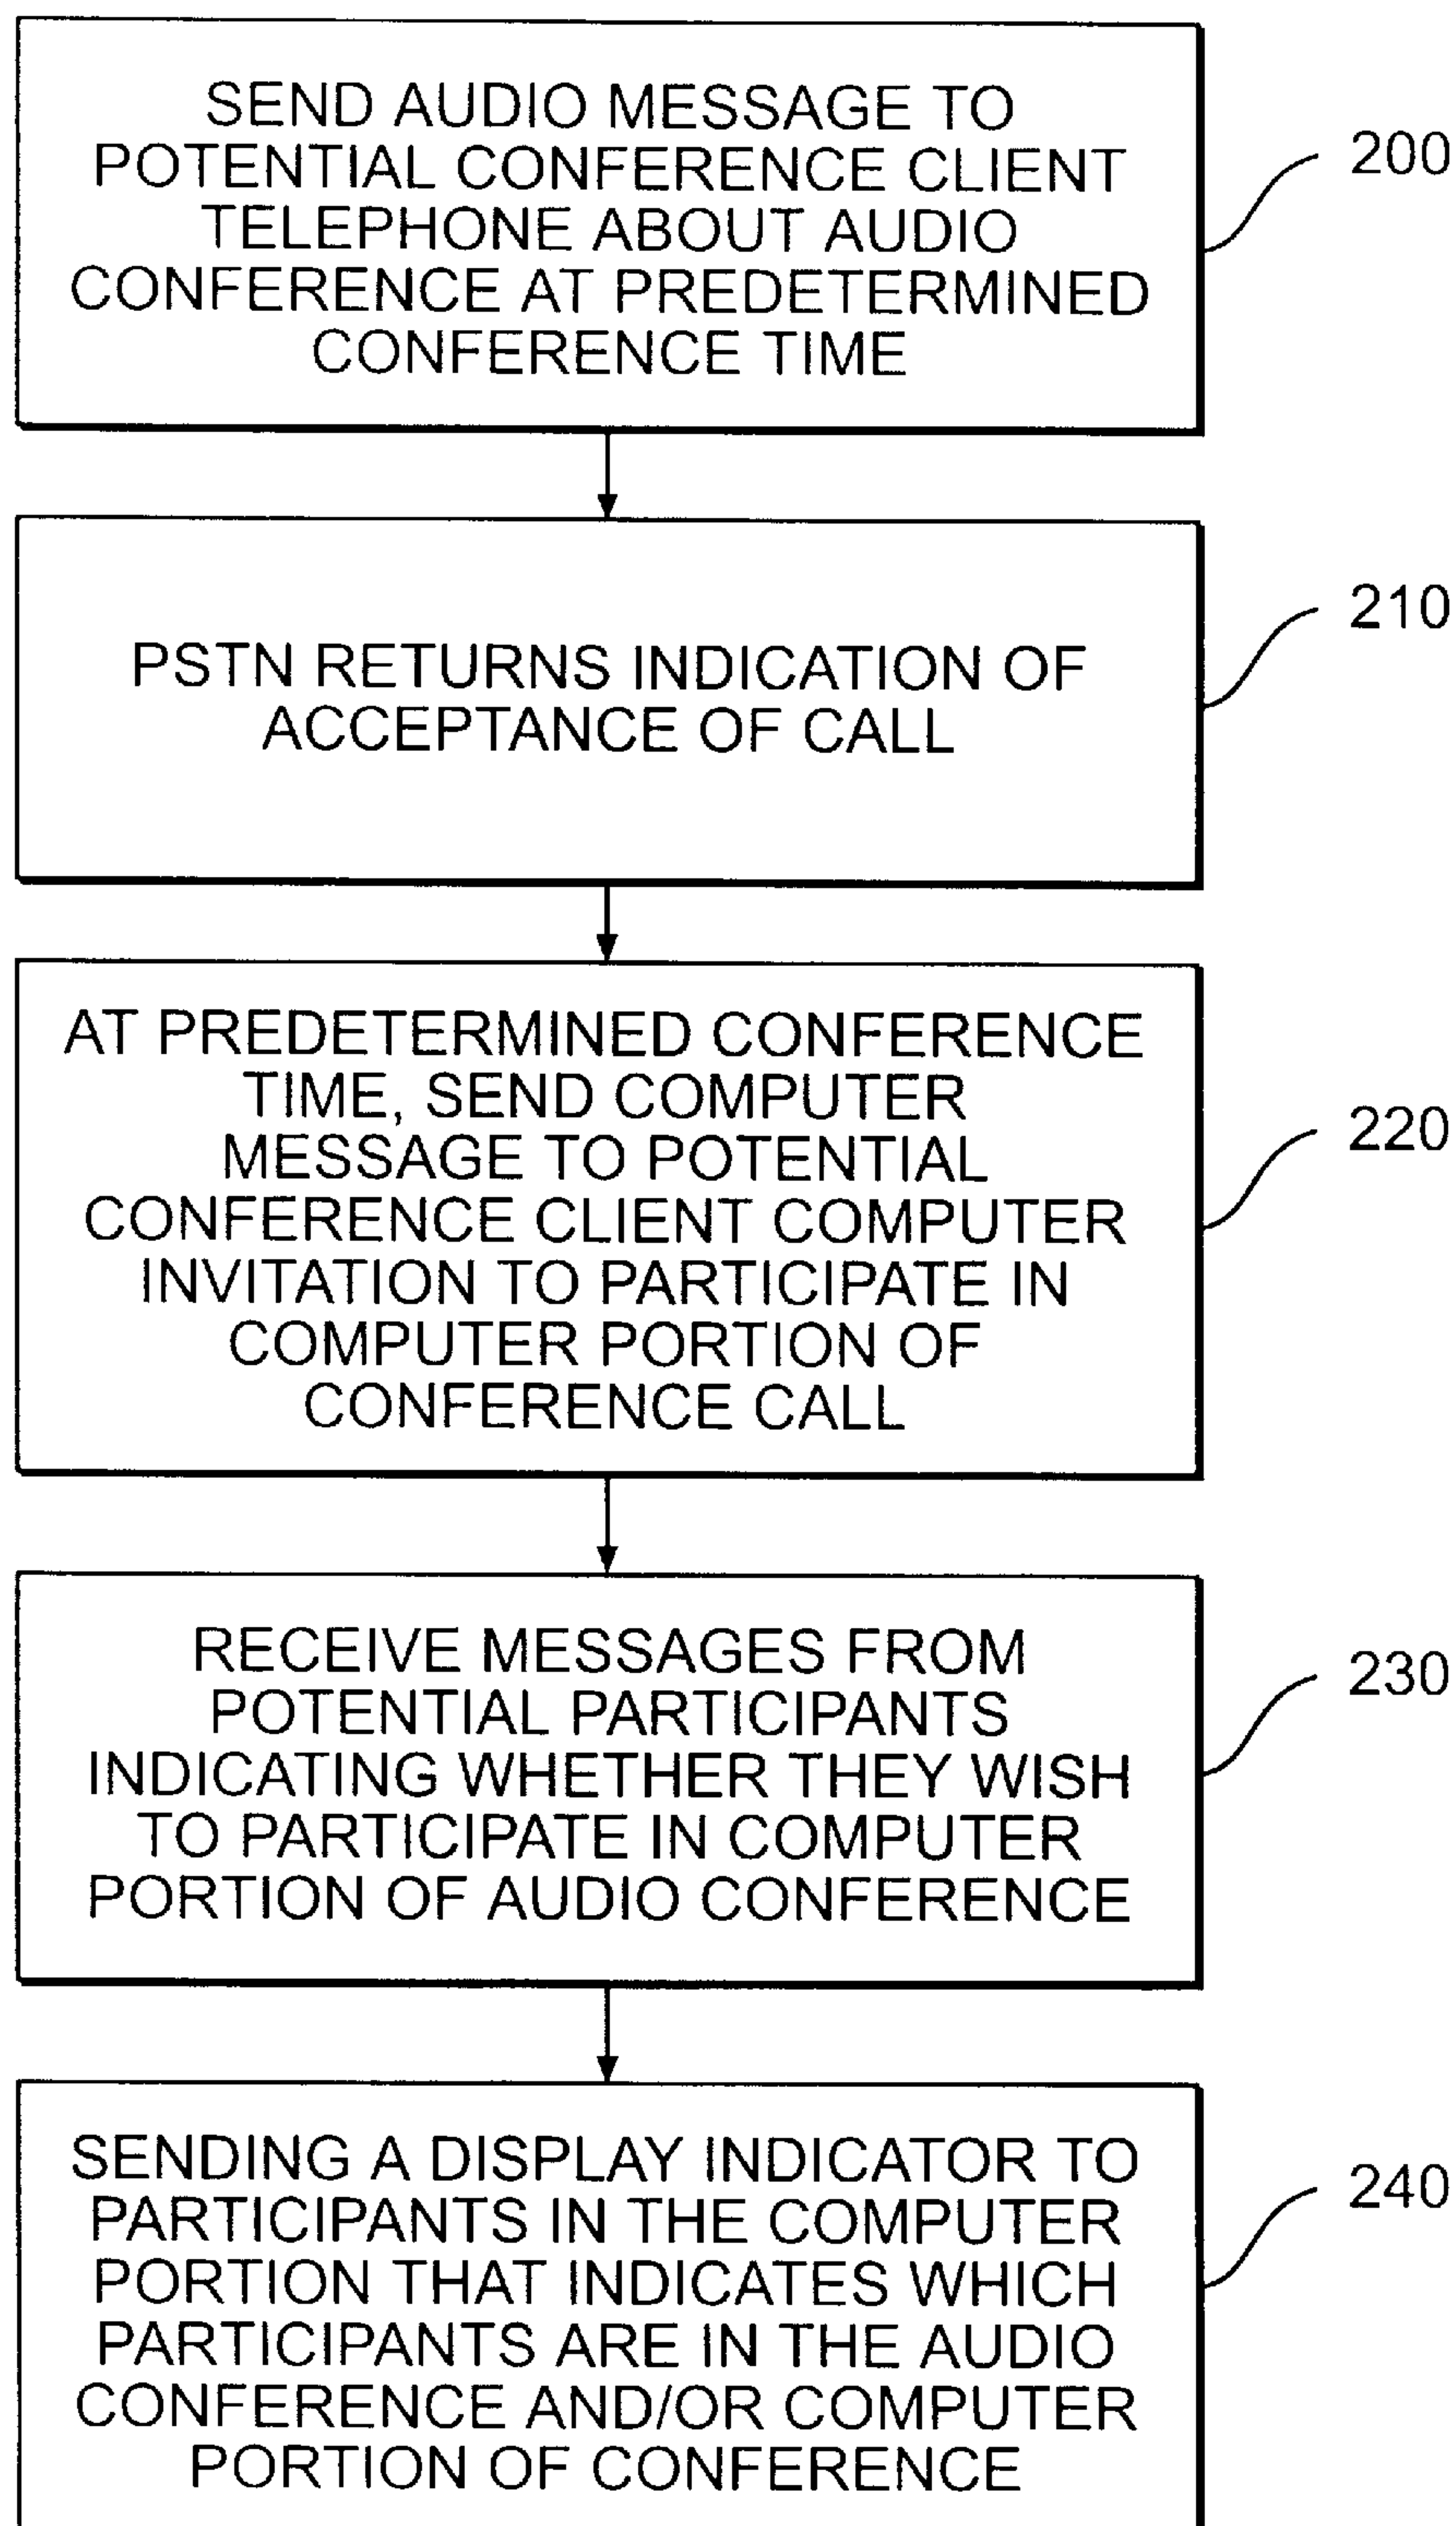 SEND AUDIO MESSAGE TO
POTENTIAL CONFERENCE CLIENT
TELEPHONE ABOUT AUDIO
CONFERENCE AT PREDETERMINED
CONFERENCE TIME
200
PSTN RETURNS INDICATION OF
ACCEPTANCE OF CALL
210
AT PREDETERMINED CONFERENCE
TIME, SEND COMPUTER
MESSAGE TO POTENTIAL
CONFERENCE CLIENT COMPUTER
INVITATION TO PARTICIPATE IN
COMPUTER PORTION OF
CONFERENCE CALL
220
RECEIVE MESSAGES FROM
POTENTIAL PARTICIPANTS
INDICATING WHETHER THEY WISH
TO PARTICIPATE IN COMPUTER
PORTION OF AUDIO CONFERENCE
230
SENDING A DISPLAY INDICATOR TO
PARTICIPANTS IN THE COMPUTER
PORTION THAT INDICATES WHICH
PARTICIPANTS ARE IN THE AUDIO
CONFERENCE AND/OR COMPUTER
PORTION OF CONFERENCE
240